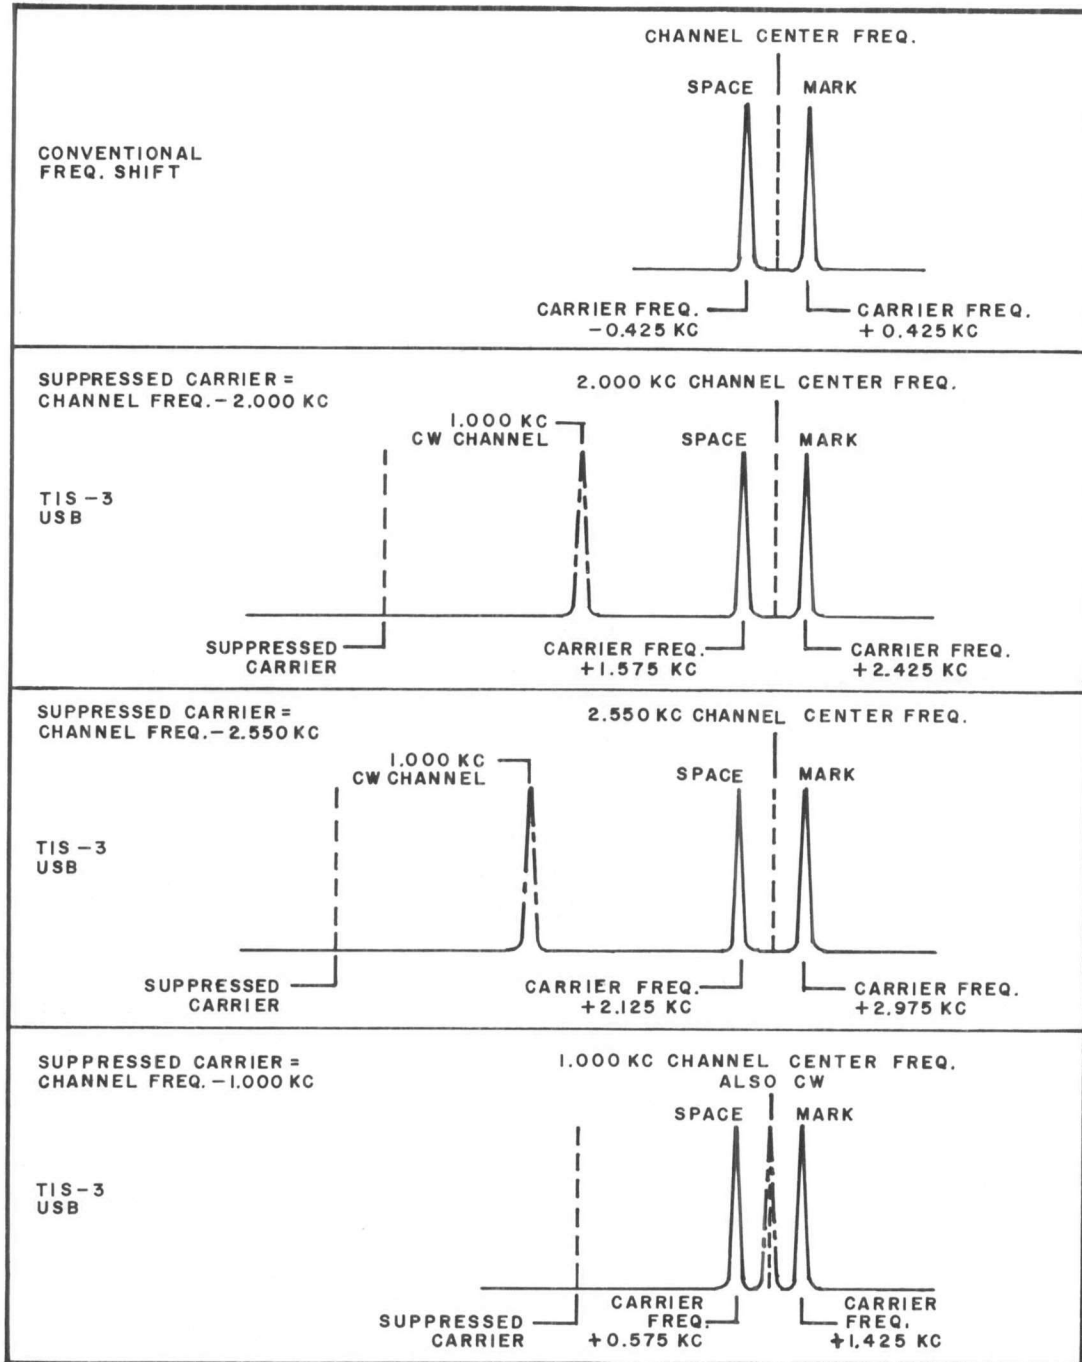 CHANNEL CENTER FREQ.
SPACE
MARK
CONVENTIONAL
FREQ. SHIFT
CARRIER FREQ.
-0.425 KC
CARRIER FREQ.
+0.425 KC
SUPPRESSED CARRIER =
CHANNEL FREQ. - 2.000 KC
2.000 KC CHANNEL CENTER FREQ.
1.000 KC
CW CHANNEL
SPACE
MARK
TIS-3
USB
SUPPRESSED
CARRIER
CARRIER FREQ.
+1.575 KC
CARRIER FREQ.
+2.425 KC
SUPPRESSED CARRIER =
CHANNEL FREQ. - 2.550 KC
2.550 KC CHANNEL CENTER FREQ.
1.000 KC
CW CHANNEL
SPACE
MARK
TIS-3
USB
SUPPRESSED
CARRIER
CARRIER FREQ.
+2.125 KC
CARRIER FREQ.
+2.975 KC
SUPPRESSED CARRIER =
CHANNEL FREQ. - 1.000 KC
1.000 KC CHANNEL CENTER FREQ.
ALSO CW
SPACE
MARK
TIS-3
USB
SUPPRESSED
CARRIER
CARRIER
FREQ.
+0.575 KC
CARRIER
FREQ.
+1.425 KC